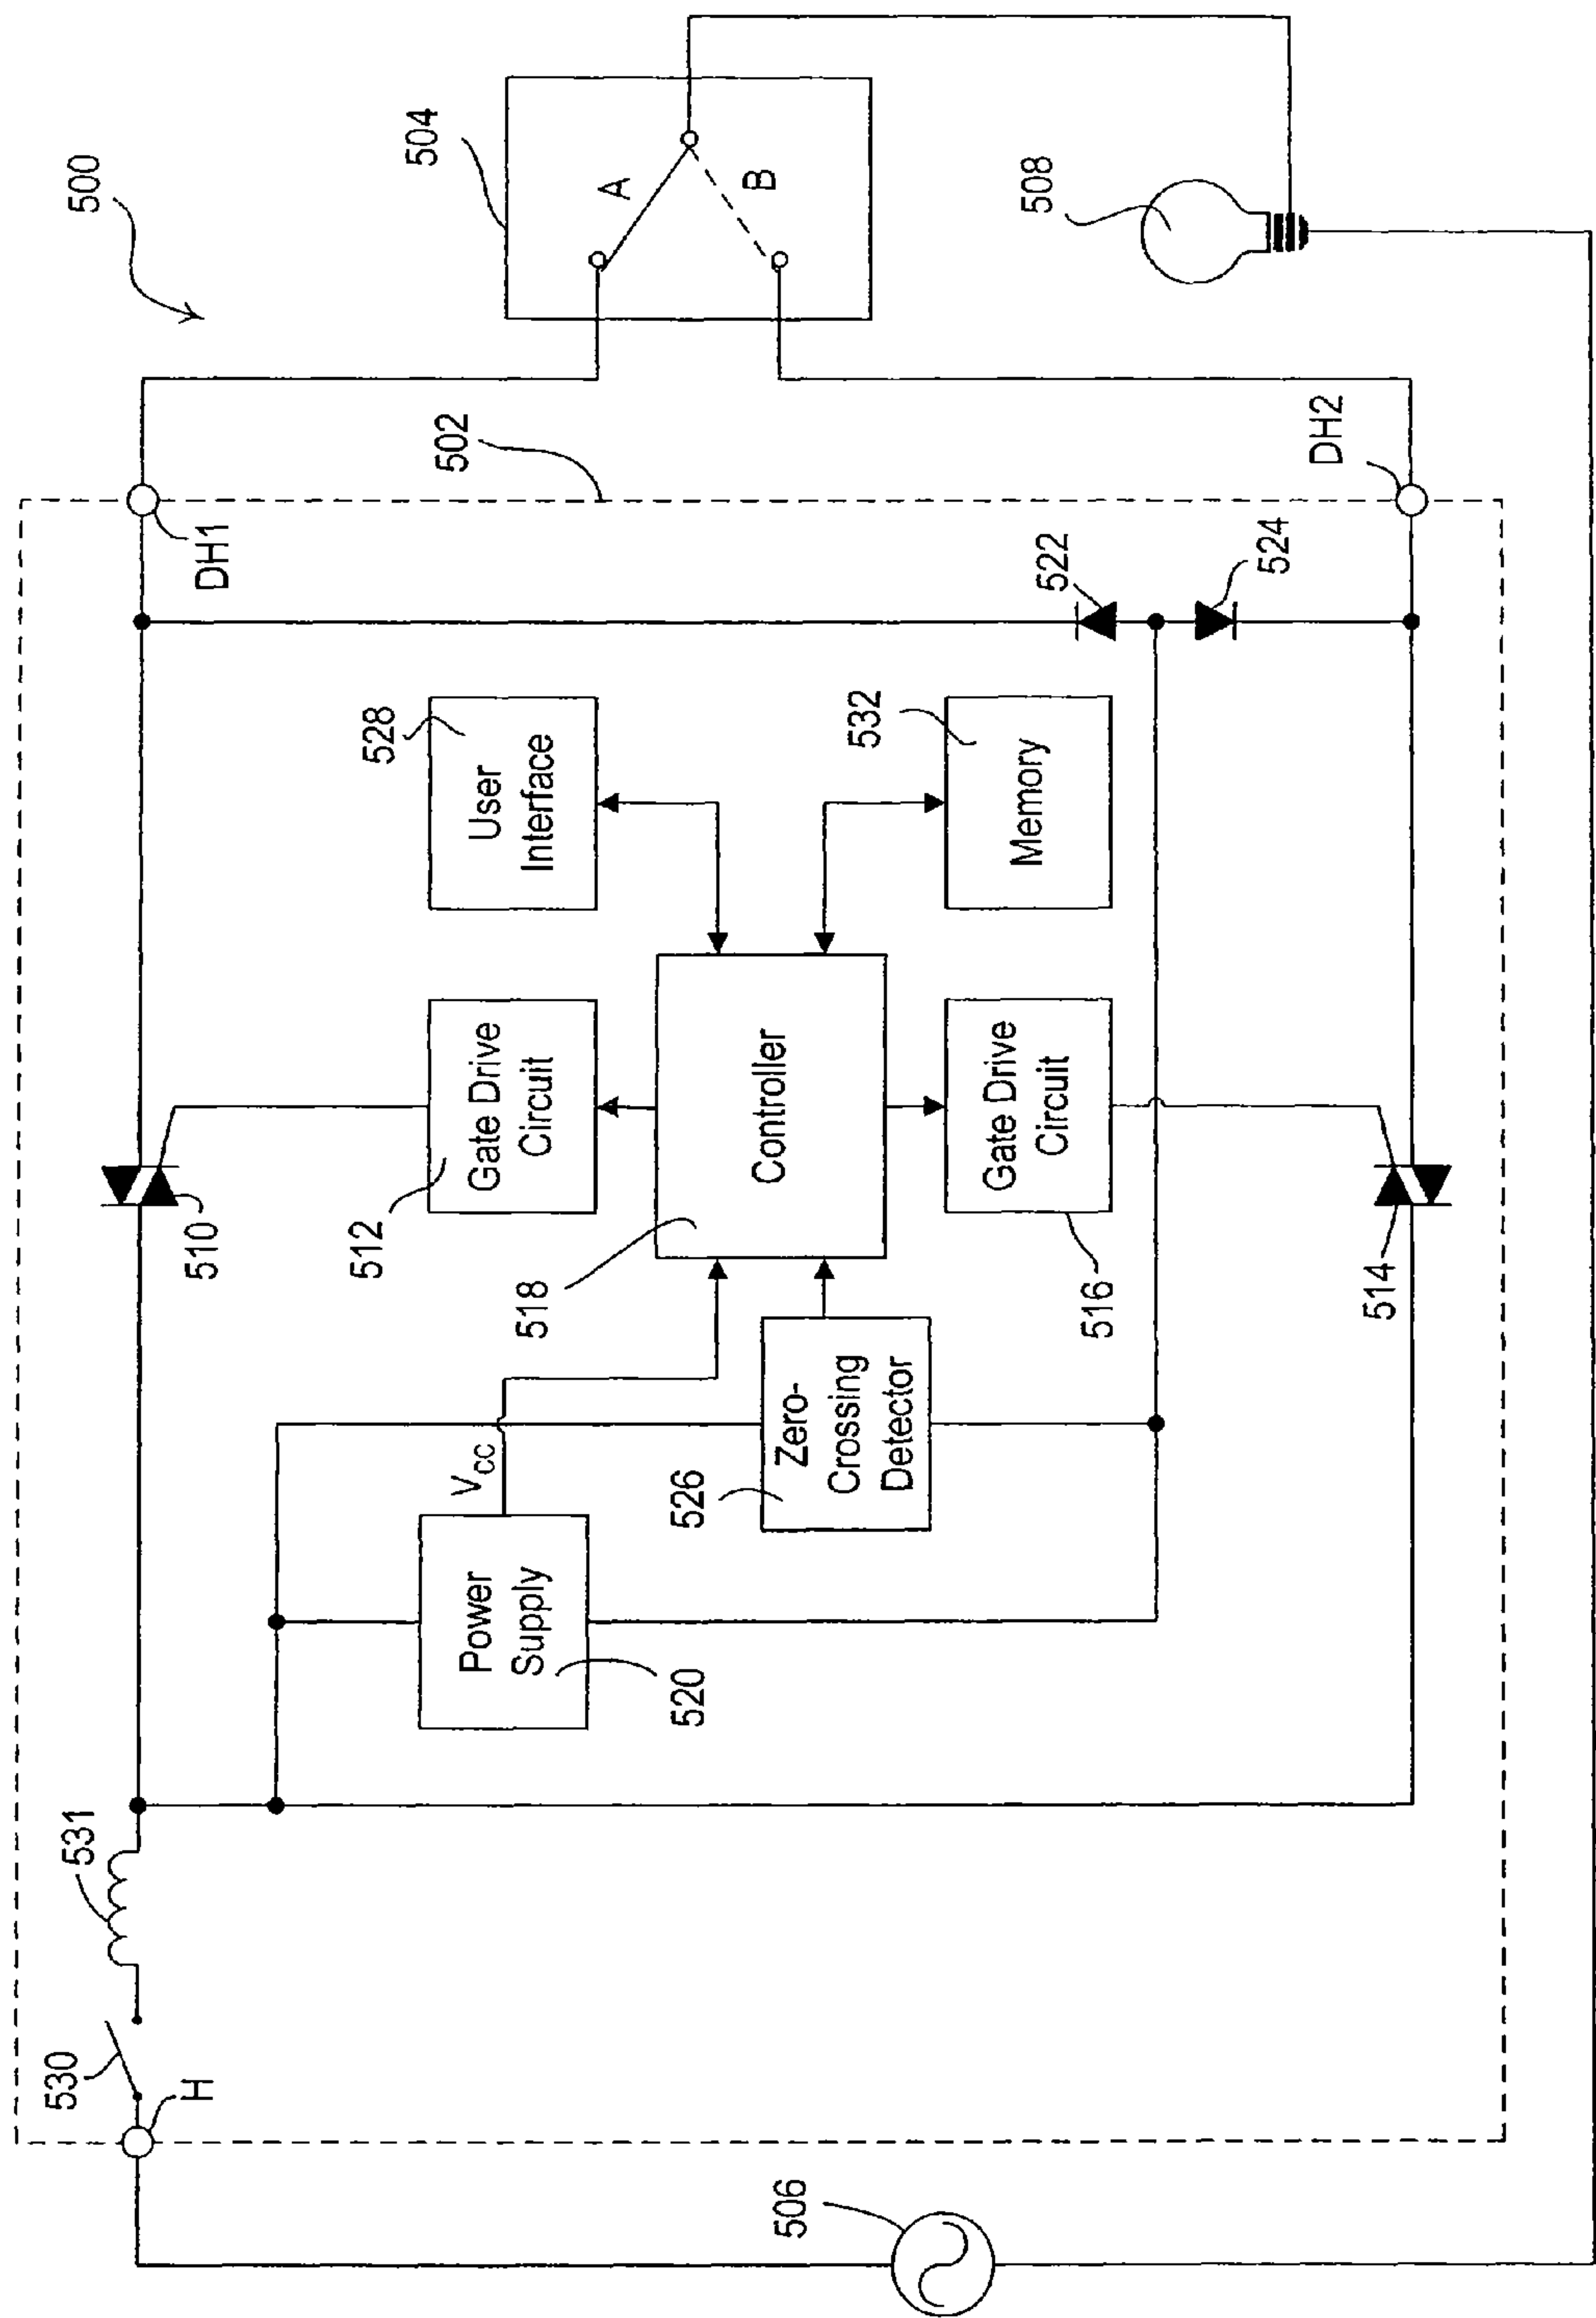 500
504
A
B
508
502
DH1
DH2
522
524
528
User
Interface
532
Memory
510
512
Gate Drive
Circuit
518
Controller
Gate Drive
Circuit
516
514
VCC
526
Zero-
Crossing
Detector
Power
Supply
520
531
530
H
506